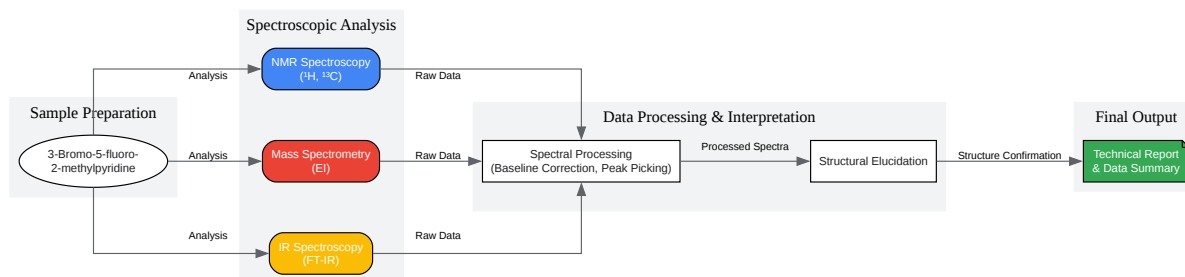 Spectroscopic Analysis
NMR Spectroscopy
(¹H, ¹³C)
Analysis
Raw Data
Sample Preparation
Data Processing & Interpretation
Final Output
3-Bromo-5-fluoro-
2-methylpyridine
Analysis
Mass Spectrometry
(EI)
Raw Data
Spectral Processing
(Baseline Correction, Peak Picking)
Processed Spectra
Structural Elucidation
Structure Confirmation
Technical Report
& Data Summary
Analysis
IR Spectroscopy
(FT-IR)
Raw Data